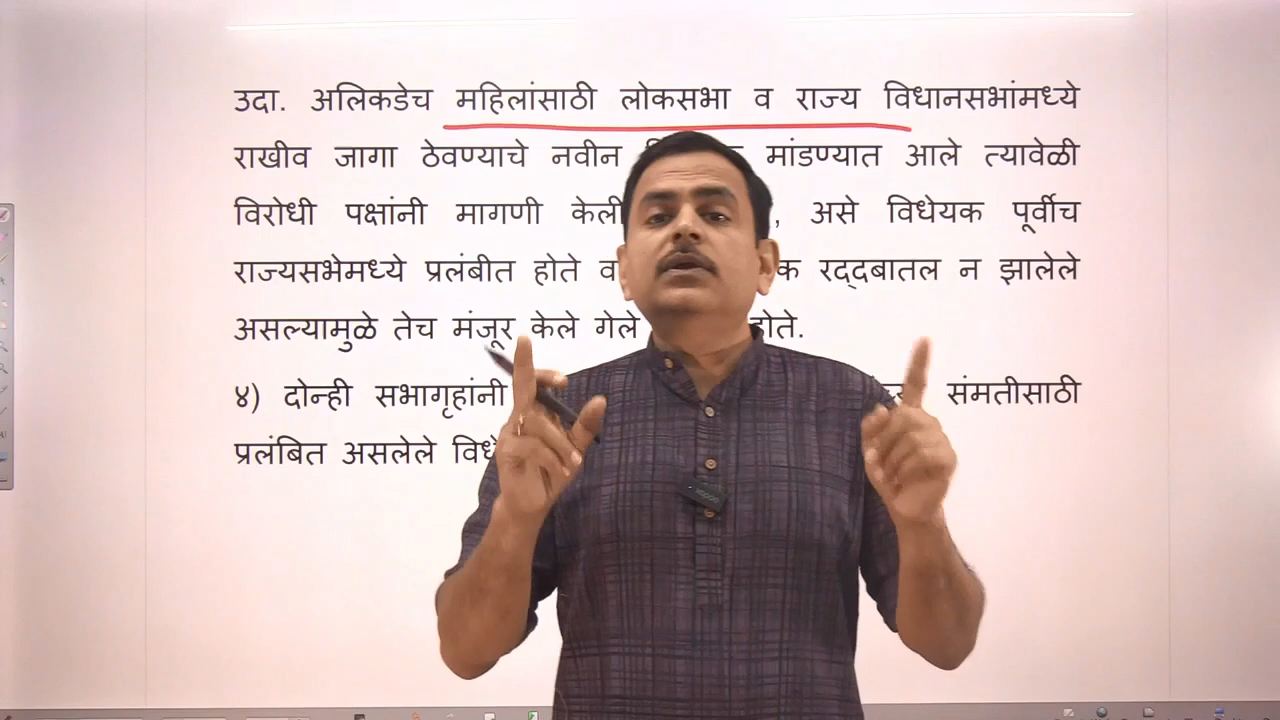 उदा. अलिकडेच महिलांसाठी लोकसभा व राज्य विधानसभांमध्ये
राखीव जागा ठेवण्याचे नवीन मांडण्यात आले त्यावेळी
विरोधी पक्षांनी मागणी केली , असे विधेयक पूर्वीच
राज्यसभेमध्ये प्रलंबीत होते व रद्दबातल न झालेले
असल्यामुळे तेच मंजूर केले गेले होते.
४) दोन्ही सभागृहांनी संमतीसाठी
प्रलंबित असलेले